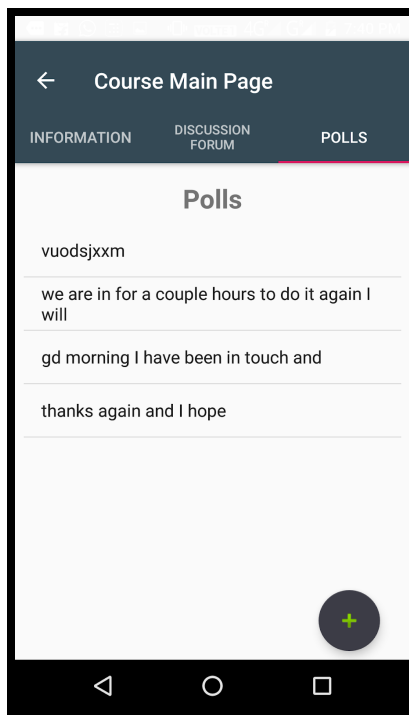 Course Main Page
INFORMATION
DISCUSSION
FORUM
POLLS
Polls
vuodsjxxm
we are in for a couple hours to do it again I
will
gd morning I have been in touch and
thanks again and I hope
+